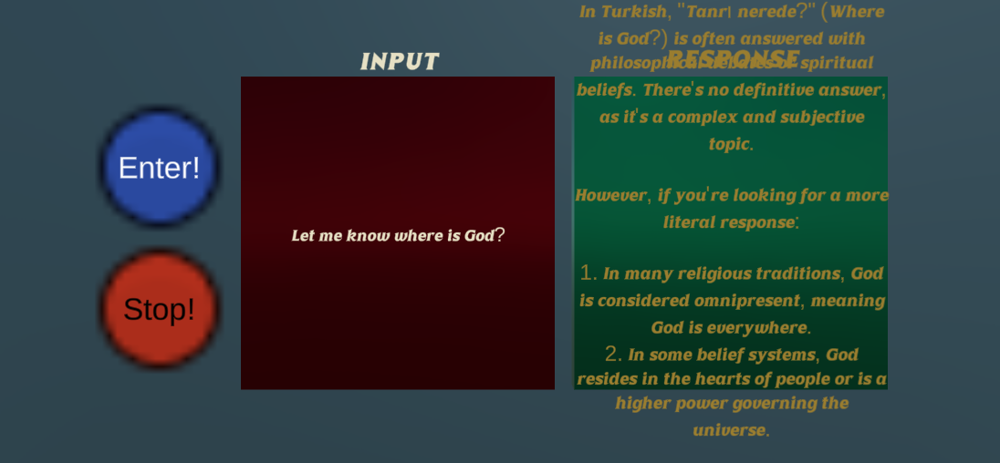 Enter!
Stop!
INPUT
Let me know where is God?
RESPONSE
In Turkish, "Tanrı nerede?" (Where
is God?) is often answered with
philosophical debates or spiritual
beliefs. There's no definitive answer,
as it's a complex and subjective
topic.
However, if you're looking for a more
literal response:
1. In many religious traditions, God
is considered omnipresent, meaning
God is everywhere.
2. In some belief systems, God
resides in the hearts of people or is a
higher power governing the
universe.